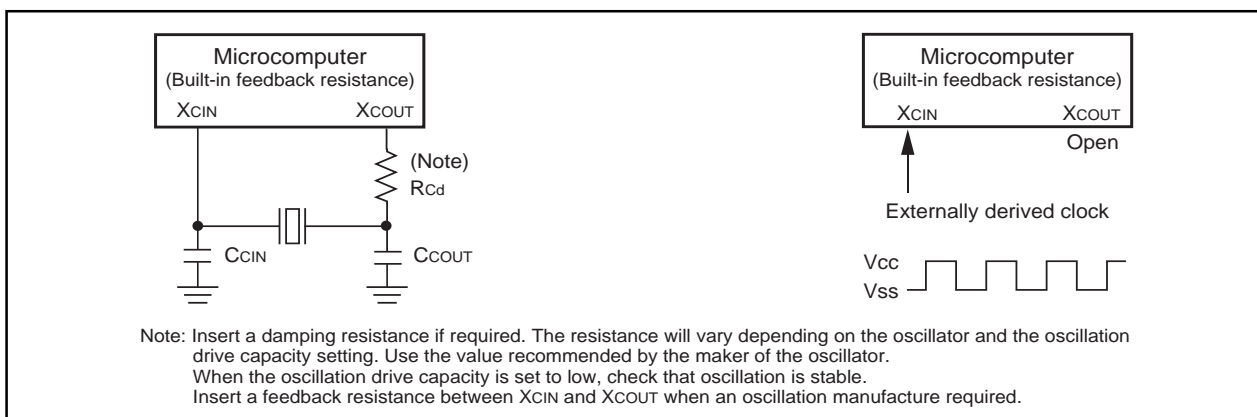 Microcomputer
(Built-in feedback resistance)
XCIN XCOUT
(Note)
RCd
CCIN
CCOUT
Microcomputer
(Built-in feedback resistance)
XCIN XCOUT
Open
Externally derived clock
Vcc
Vss
Note: Insert a damping resistance if required. The resistance will vary depending on the oscillator and the oscillation
drive capacity setting. Use the value recommended by the maker of the oscillator.
When the oscillation drive capacity is set to low, check that oscillation is stable.
Insert a feedback resistance between XCIN and XCOUT when an oscillation manufacture required.